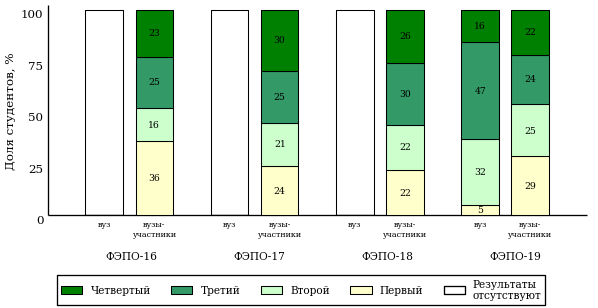 Доля студентов, %
100
75
50
25
0
23
25
16
36
30
25
21
24
26
30
22
22
16
47
32
5
22
24
25
29
вуз
вузы-
участники
вуз
вузы-
участники
вуз
вузы-
участники
вуз
вузы-
участники
ФЭПО-16
ФЭПО-17
ФЭПО-18
ФЭПО-19
Четвертый
Третий
Второй
Первый
Результаты
отсутствуют